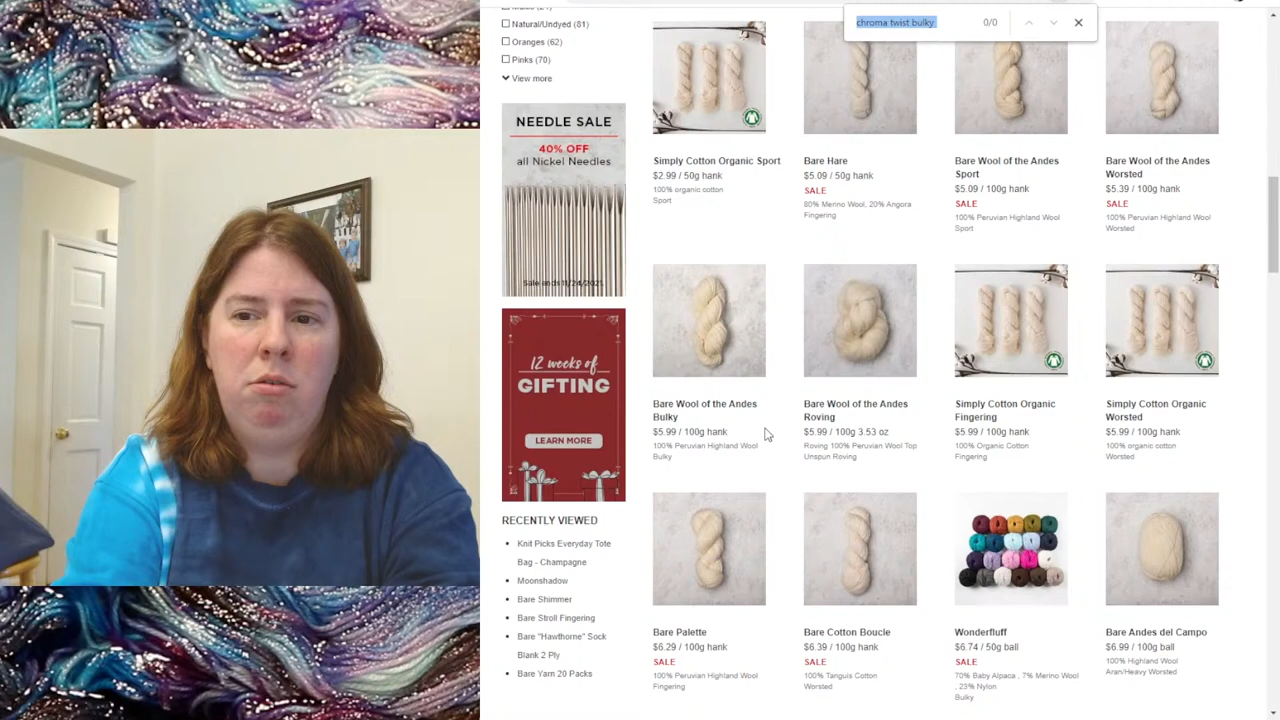 chroma twist bulky 0/0
Natural/Undyed (81)
Oranges (62)
Pinks (70)
View more
NEEDLE SALE
40% OFF
all Nickel Needles
Sale ends 11/24/2021
12 weeks of
GIFTING
LEARN MORE
RECENTLY VIEWED
Knit Picks Everyday Tote
Bag - Champagne
Moonshadow
Bare Shimmer
Bare Stroll Fingering
Bare "Hawthorne" Sock
Blank 2 Ply
Bare Yarn 20 Packs
Simply Cotton Organic Sport
$2.99 / 50g hank
100% organic cotton
Sport
Bare Hare
$5.09 / 50g hank
SALE
80% Merino Wool, 20% Angora
Fingering
Bare Wool of the Andes
Sport
$5.09 / 100g hank
SALE
100% Peruvian Highland Wool
Sport
Bare Wool of the Andes
Worsted
$5.39 / 100g hank
SALE
100% Peruvian Highland Wool
Worsted
Bare Wool of the Andes
Bulky
$5.99 / 100g hank
100% Peruvian Highland Wool
Bulky
Bare Wool of the Andes
Roving
$5.99 / 100g 3.53 oz
Roving 100% Peruvian Wool Top
Unspun Roving
Simply Cotton Organic
Fingering
$5.99 / 100g hank
100% Organic Cotton
Fingering
Simply Cotton Organic
Worsted
$5.99 / 100g hank
100% organic cotton
Worsted
Bare Palette
$6.29 / 100g hank
SALE
100% Peruvian Highland Wool
Fingering
Bare Cotton Boucle
$6.39 / 100g hank
SALE
100% Tanguis Cotton
Worsted
Wonderfluff
$6.74 / 50g ball
SALE
70% Baby Alpaca , 7% Merino Wool
, 23% Nylon
Bulky
Bare Andes del Campo
$6.99 / 100g ball
100% Highland Wool
Aran/Heavy Worsted